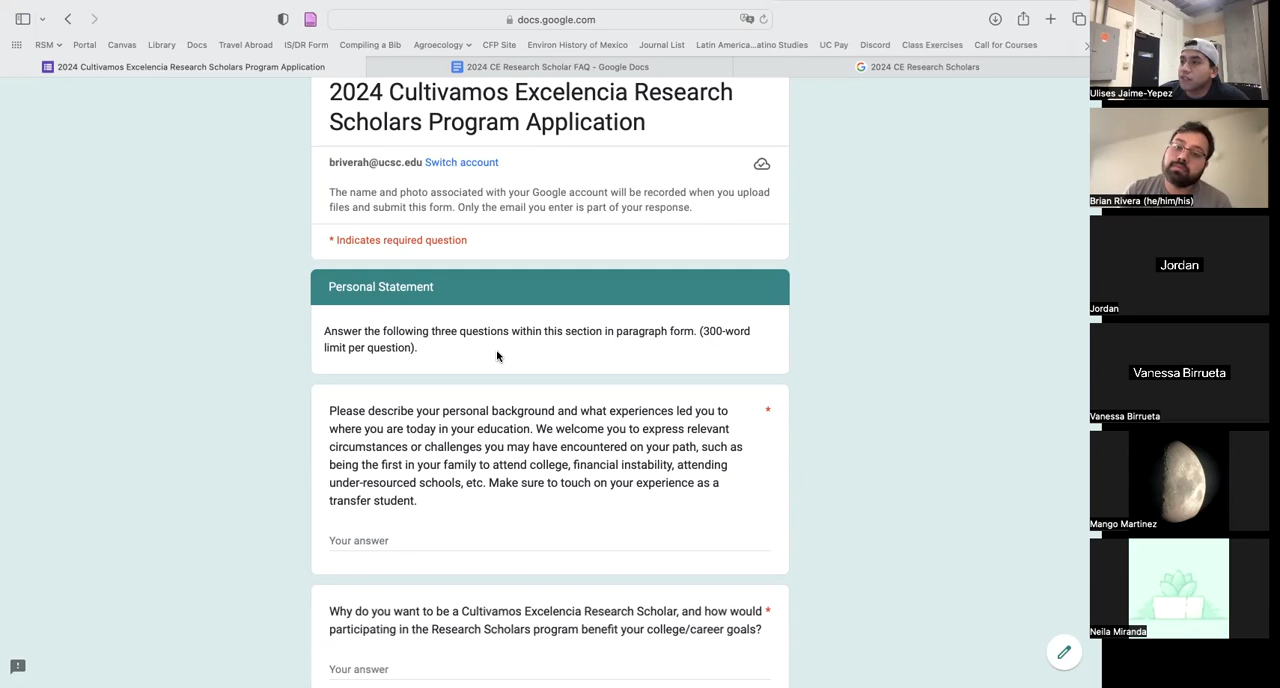 docs.google.com
RSM
Portal
Canvas
Library
Docs
Travel Abroad
IS/DR Form
Compiling a Bib
Agroecology
CFP Site
Environ History of Mexico
Journal List
Latin America...atino Studies
UC Pay
Discord
Class Exercises
Call for Courses
2024 Cultivamos Excelencia Research Scholars Program Application
2024 CE Research Scholar FAQ - Google Docs
2024 CE Research Scholars
2024 Cultivamos Excelencia Research
Scholars Program Application
briverah@ucsc.edu Switch account
The name and photo associated with your Google account will be recorded when you upload
files and submit this form. Only the email you enter is part of your response.
* Indicates required question
Personal Statement
Answer the following three questions within this section in paragraph form. (300-word
limit per question).
Please describe your personal background and what experiences led you to *
where you are today in your education. We welcome you to express relevant
circumstances or challenges you may have encountered on your path, such as
being the first in your family to attend college, financial instability, attending
under-resourced schools, etc. Make sure to touch on your experience as a
transfer student.
Your answer
Why do you want to be a Cultivamos Excelencia Research Scholar, and how would *
participating in the Research Scholars program benefit your college/career goals?
Your answer
Ulises Jaime-Yepez
Brian Rivera (he/him/his)
Jordan
Jordan
Vanessa Birrueta
Vanessa Birrueta
Mango Martinez
Neila Miranda